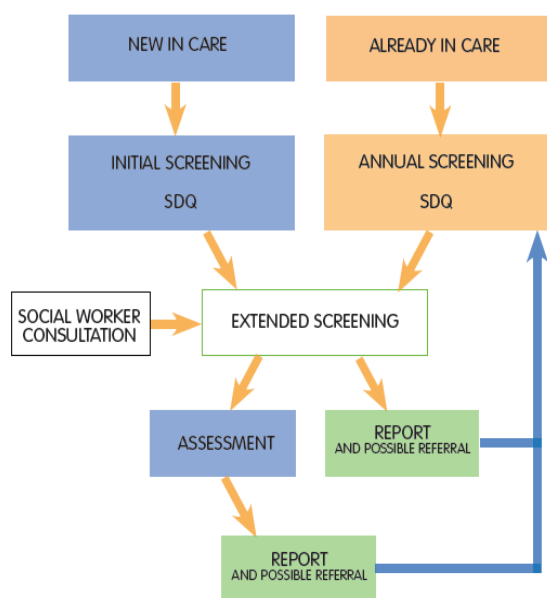 NEW IN CARE
ALREADY IN CARE
INITIAL SCREENING
SDQ
ANNUAL SCREENING
SDQ
SOCIAL WORKER
CONSULTATION
EXTENDED SCREENING
ASSESSMENT
REPORT
AND POSSIBLE REFERRAL
REPORT
AND POSSIBLE REFERRAL